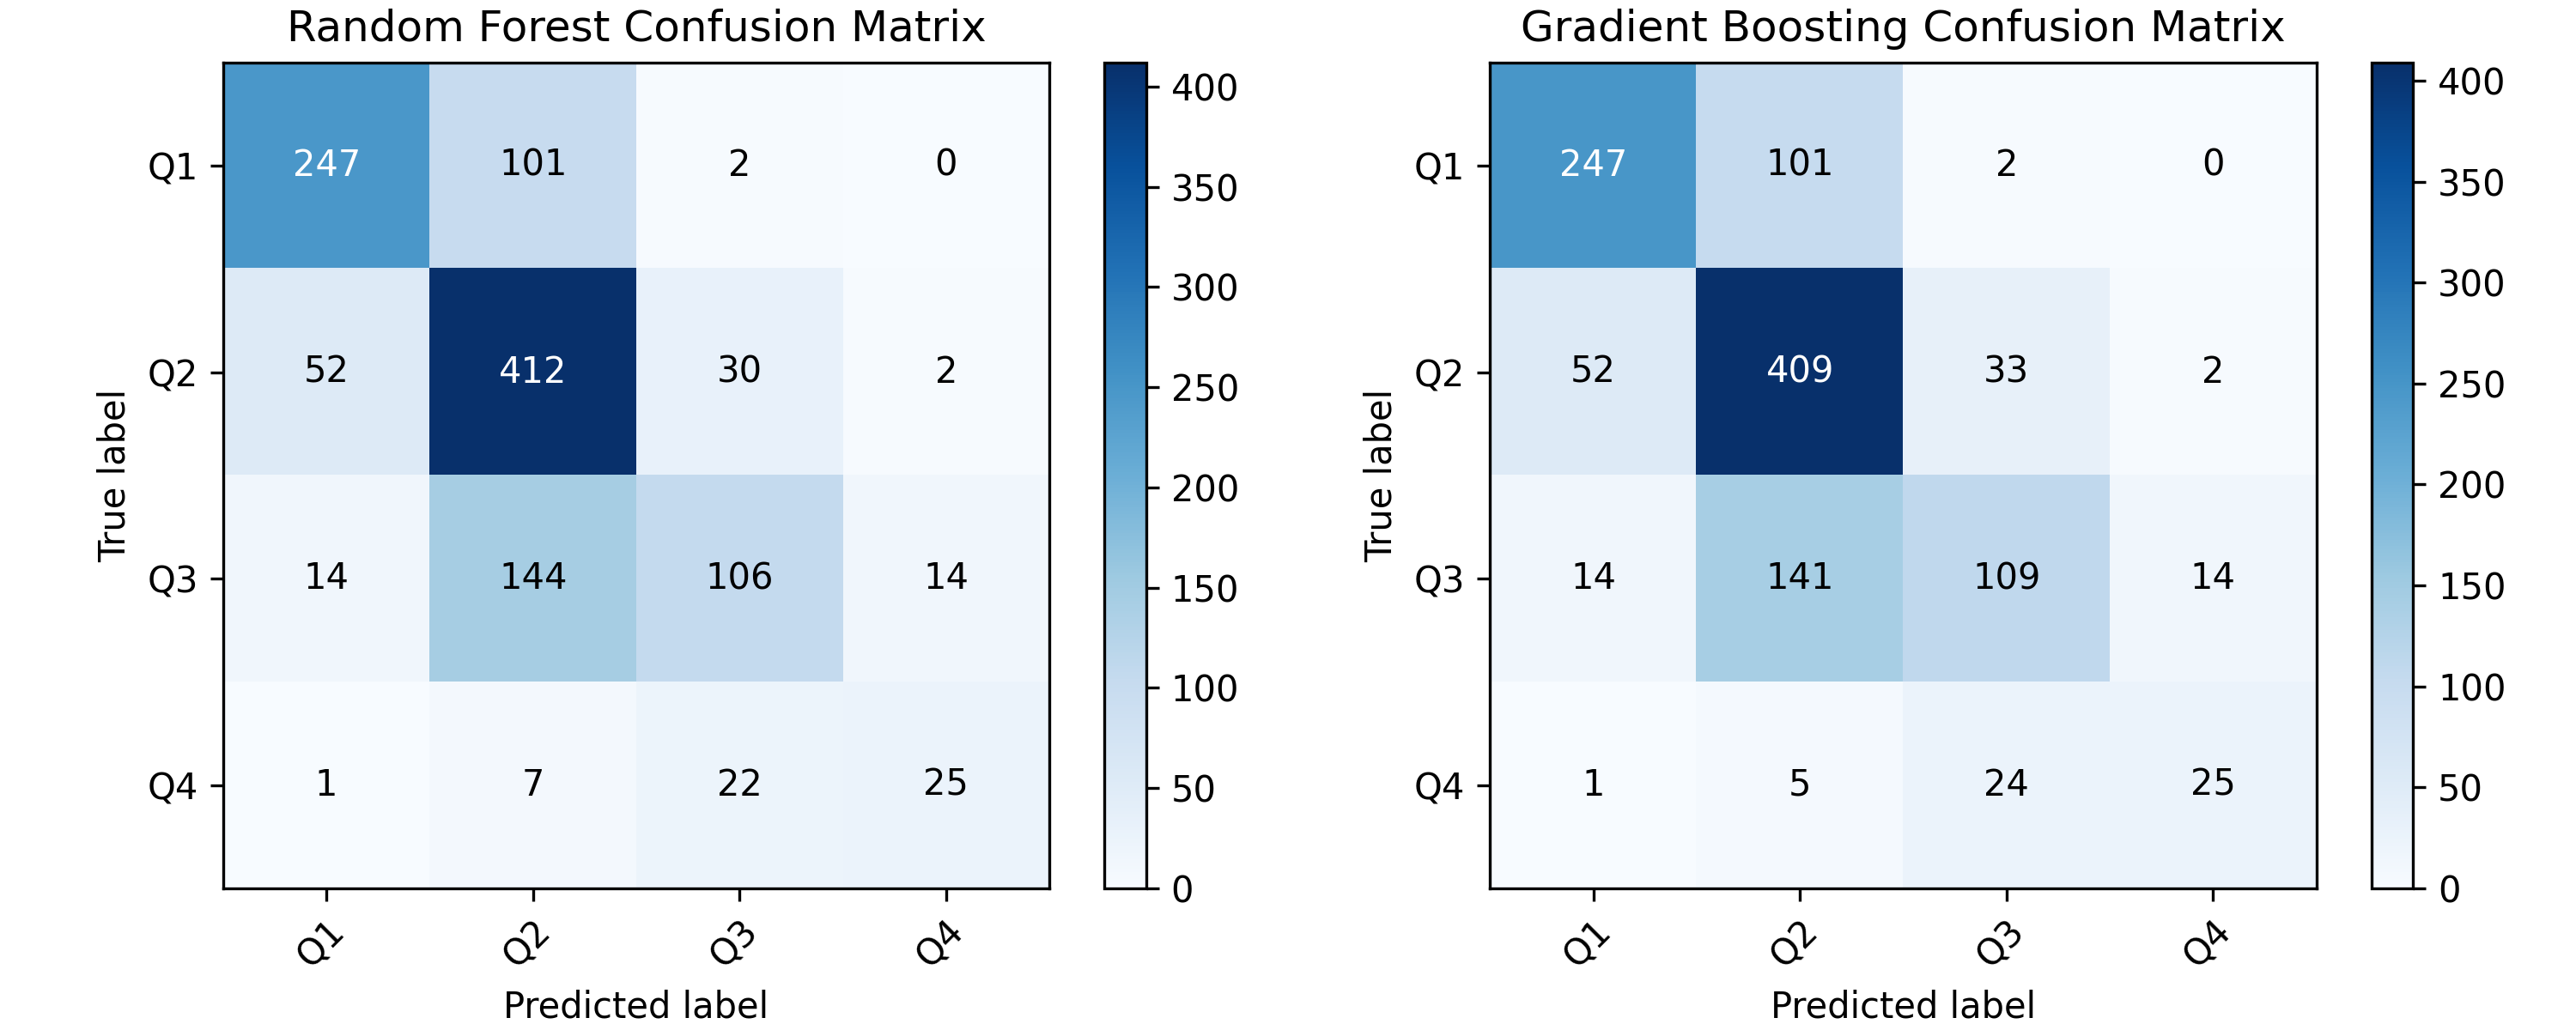 Random Forest Confusion Matrix
True label
Q1 247 101 2 0
Q2 52 412 30 2
Q3 14 144 106 14
Q4 1 7 22 25
Q1 Q2 Q3 Q4
Predicted label
400
350
300
250
200
150
100
50
0
Gradient Boosting Confusion Matrix
True label
Q1 247 101 2 0
Q2 52 409 33 2
Q3 14 141 109 14
Q4 1 5 24 25
Q1 Q2 Q3 Q4
Predicted label
400
350
300
250
200
150
100
50
0